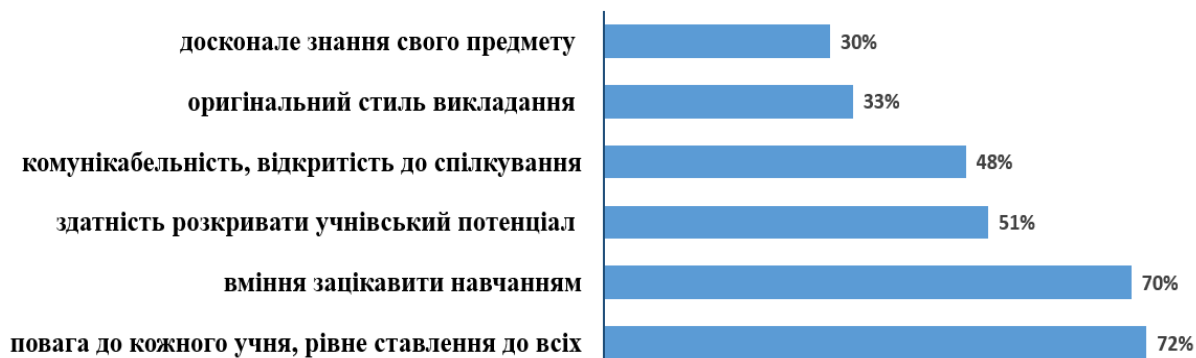 досконале знання свого предмету 30%
оригінальний стиль викладання 33%
комунікабельність, відкритість до спілкування 48%
здатність розкривати учнівський потенціал 51%
вміння зацікавити навчанням 70%
повага до кожного учня, рівне ставлення до всіх 72%